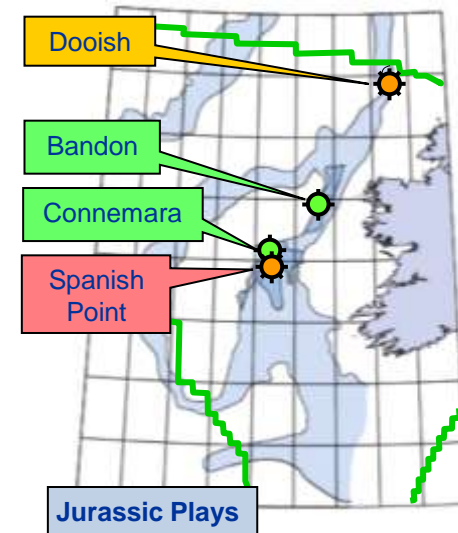 Dooish
Bandon
Connemara
Spanish
Point
Jurassic Plays